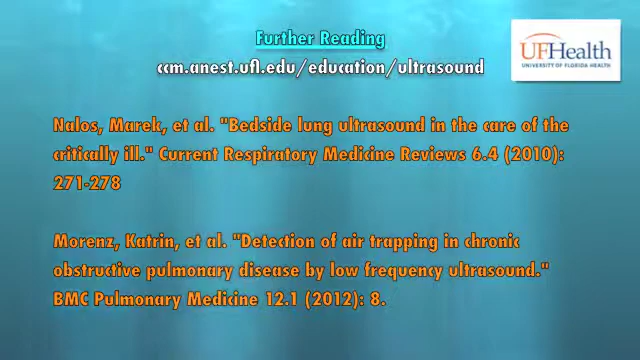 Further Reading
ccm.anest.ufl.edu/education/ultrasound
UFHealth
UNIVERSITY OF FLORIDA HEALTH
Nalos, Marek, et al. "Bedside lung ultrasound in the care of the
critically ill." Current Respiratory Medicine Reviews 6.4 (2010):
271-278
Morenz, Katrin, et al. "Detection of air trapping in chronic
obstructive pulmonary disease by low frequency ultrasound."
BMC Pulmonary Medicine 12.1 (2012): 8.